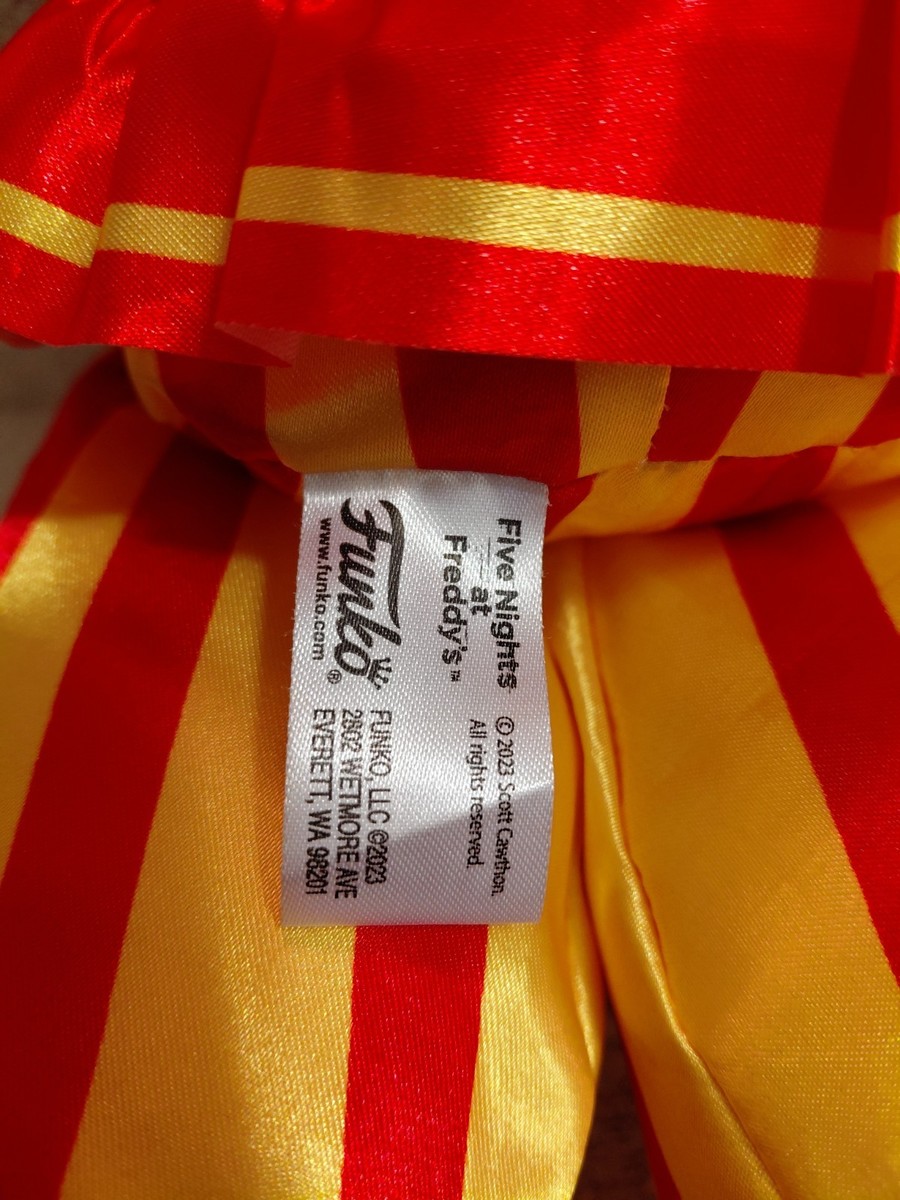 Five Nights
at
Freddy's™
© 2023 Scott Cawthon.
All rights reserved.
Funko®
www.funko.com
FUNKO, LLC ©2023
2802 WETMORE AVE
EVERETT, WA 98201